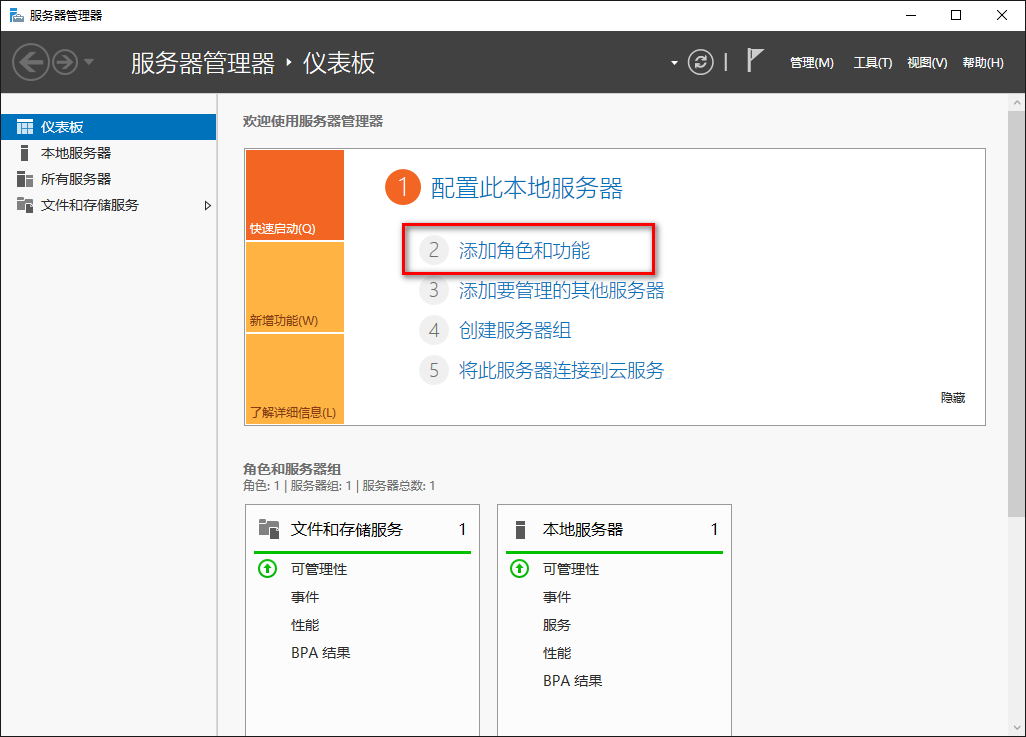 服务器管理器
服务器管理器 · 仪表板
管理(M) 工具(T) 视图(V) 帮助(H)
仪表板
本地服务器
所有服务器
文件和存储服务
欢迎使用服务器管理器
快速启动(Q)
新增功能(W)
了解详细信息(L)
1 配置此本地服务器
2 添加角色和功能
3 添加要管理的其他服务器
4 创建服务器组
5 将此服务器连接到云服务
隐藏
角色和服务器组
角色: 1 | 服务器组: 1 | 服务器总数: 1
文件和存储服务 1
可管理性
事件
性能
BPA 结果
本地服务器 1
可管理性
事件
服务
性能
BPA 结果